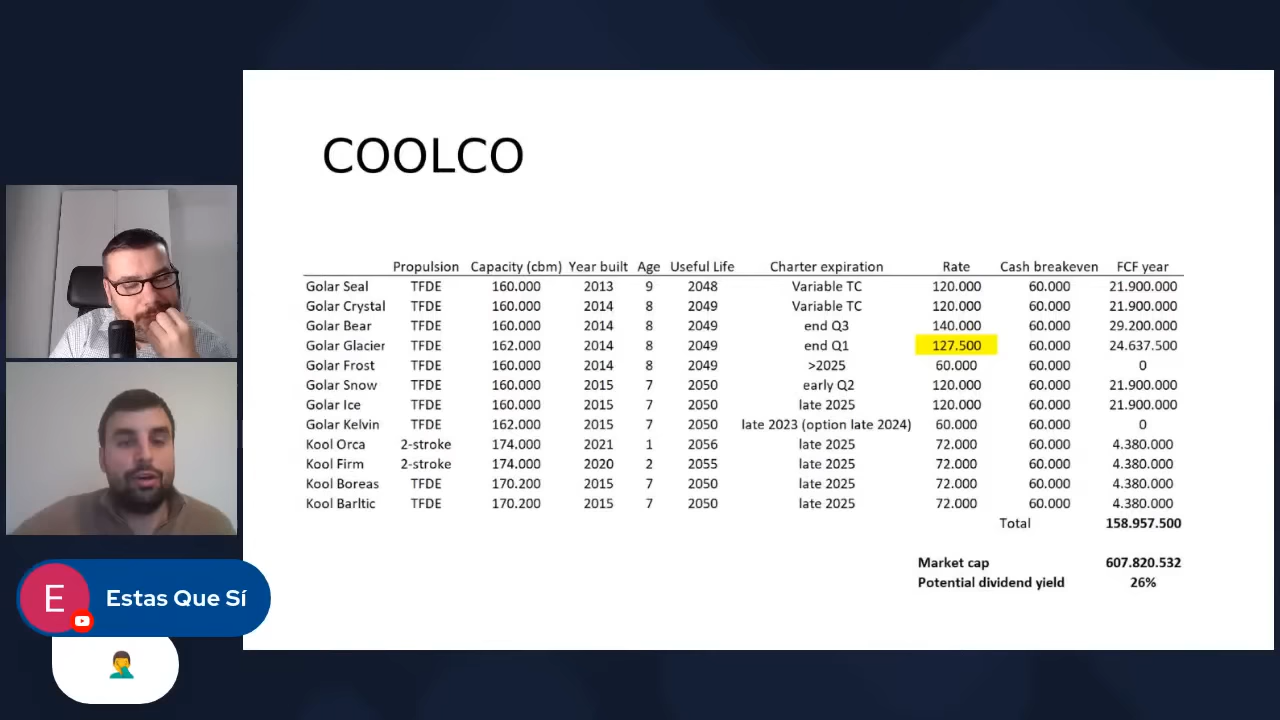 COOLCO
Propulsion Capacity (cbm) Year built Age Useful Life Charter expiration Rate Cash breakeven FCF year
Golar Seal TFDE 160.000 2013 9 2048 Variable TC 120.000 60.000 21.900.000
Golar Crystal TFDE 160.000 2014 8 2049 Variable TC 120.000 60.000 21.900.000
Golar Bear TFDE 160.000 2014 8 2049 end Q3 140.000 60.000 29.200.000
Golar Glacier TFDE 162.000 2014 8 2049 end Q1 127.500 60.000 24.637.500
Golar Frost TFDE 160.000 2014 8 2049 >2025 60.000 60.000 0
Golar Snow TFDE 160.000 2015 7 2050 early Q2 120.000 60.000 21.900.000
Golar Ice TFDE 160.000 2015 7 2050 late 2025 120.000 60.000 21.900.000
Golar Kelvin TFDE 162.000 2015 7 2050 late 2023 (option late 2024) 60.000 60.000 0
Kool Orca 2-stroke 174.000 2021 1 2056 late 2025 72.000 60.000 4.380.000
Kool Firm 2-stroke 174.000 2020 2 2055 late 2025 72.000 60.000 4.380.000
Kool Boreas TFDE 170.200 2015 7 2050 late 2025 72.000 60.000 4.380.000
Kool Barltic TFDE 170.200 2015 7 2050 late 2025 72.000 60.000 4.380.000
Total 158.957.500
Market cap 607.820.532
Potential dividend yield 26%
E Estas Que Sí